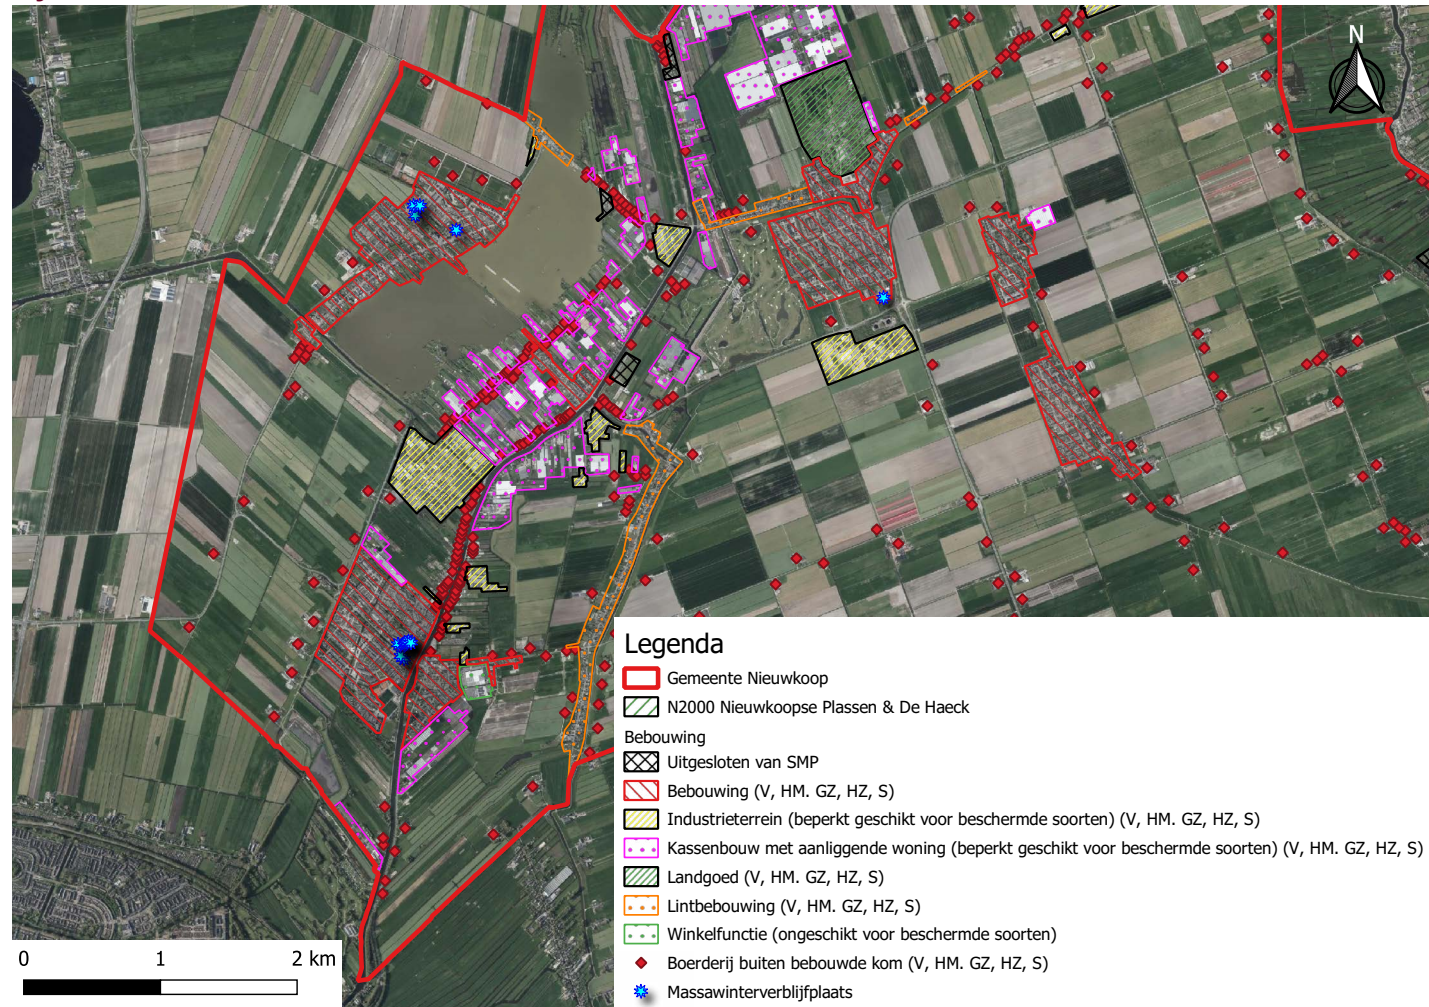 N
Legenda
Gemeente Nieuwkoop
N2000 Nieuwkoopse Plassen & De Haeck
Bebouwing
Uitgesloten van SMP
Bebouwing (V, HM. GZ, HZ, S)
Industrieterrein (beperkt geschikt voor beschermde soorten) (V, HM. GZ, HZ, S)
Kassenbouw met aanliggende woning (beperkt geschikt voor beschermde soorten) (V, HM. GZ, HZ, S)
Landgoed (V, HM. GZ, HZ, S)
Lintbebouwing (V, HM. GZ, HZ, S)
Winkelfunctie (ongeschikt voor beschermde soorten)
Boerderij buiten bebouwde kom (V, HM. GZ, HZ, S)
Massawinterverblijfplaats
0 1 2 km